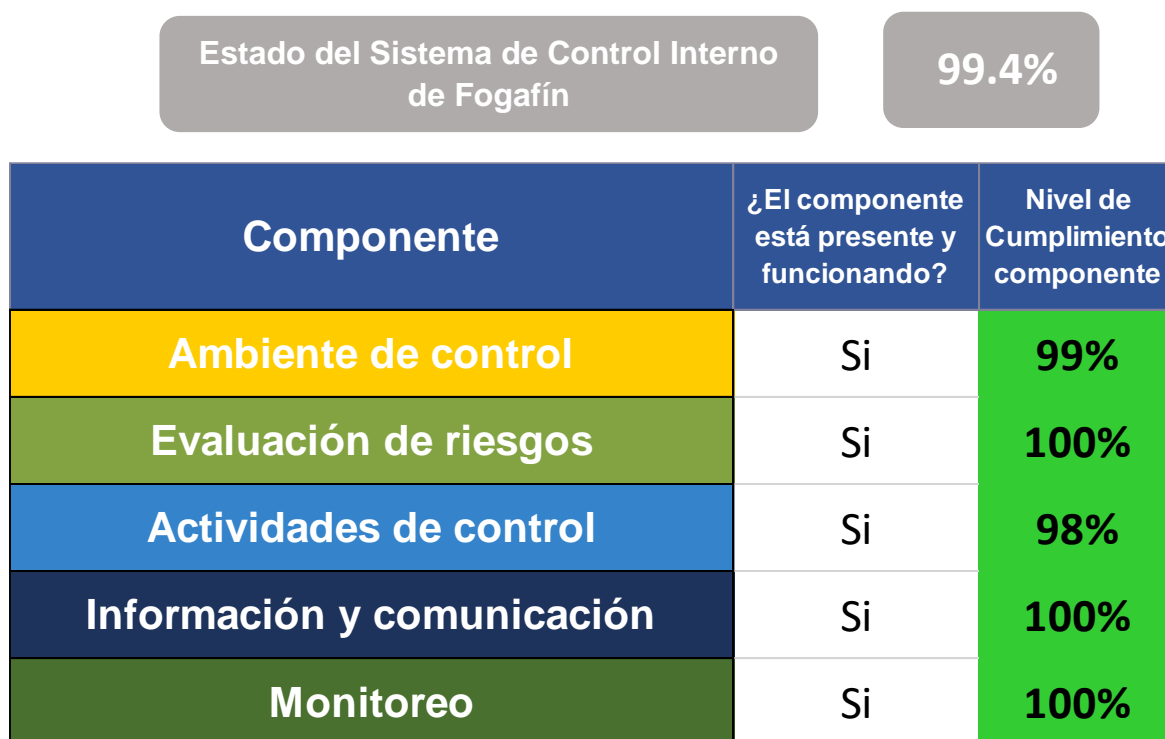 Estado del Sistema de Control Interno
de Fogafín
99.4%
Componente
¿El componente
está presente y
funcionando?
Nivel de
Cumplimiento
componente
Ambiente de control
Si
99%
Evaluación de riesgos
Si
100%
Actividades de control
Si
98%
Información y comunicación
Si
100%
Monitoreo
Si
100%